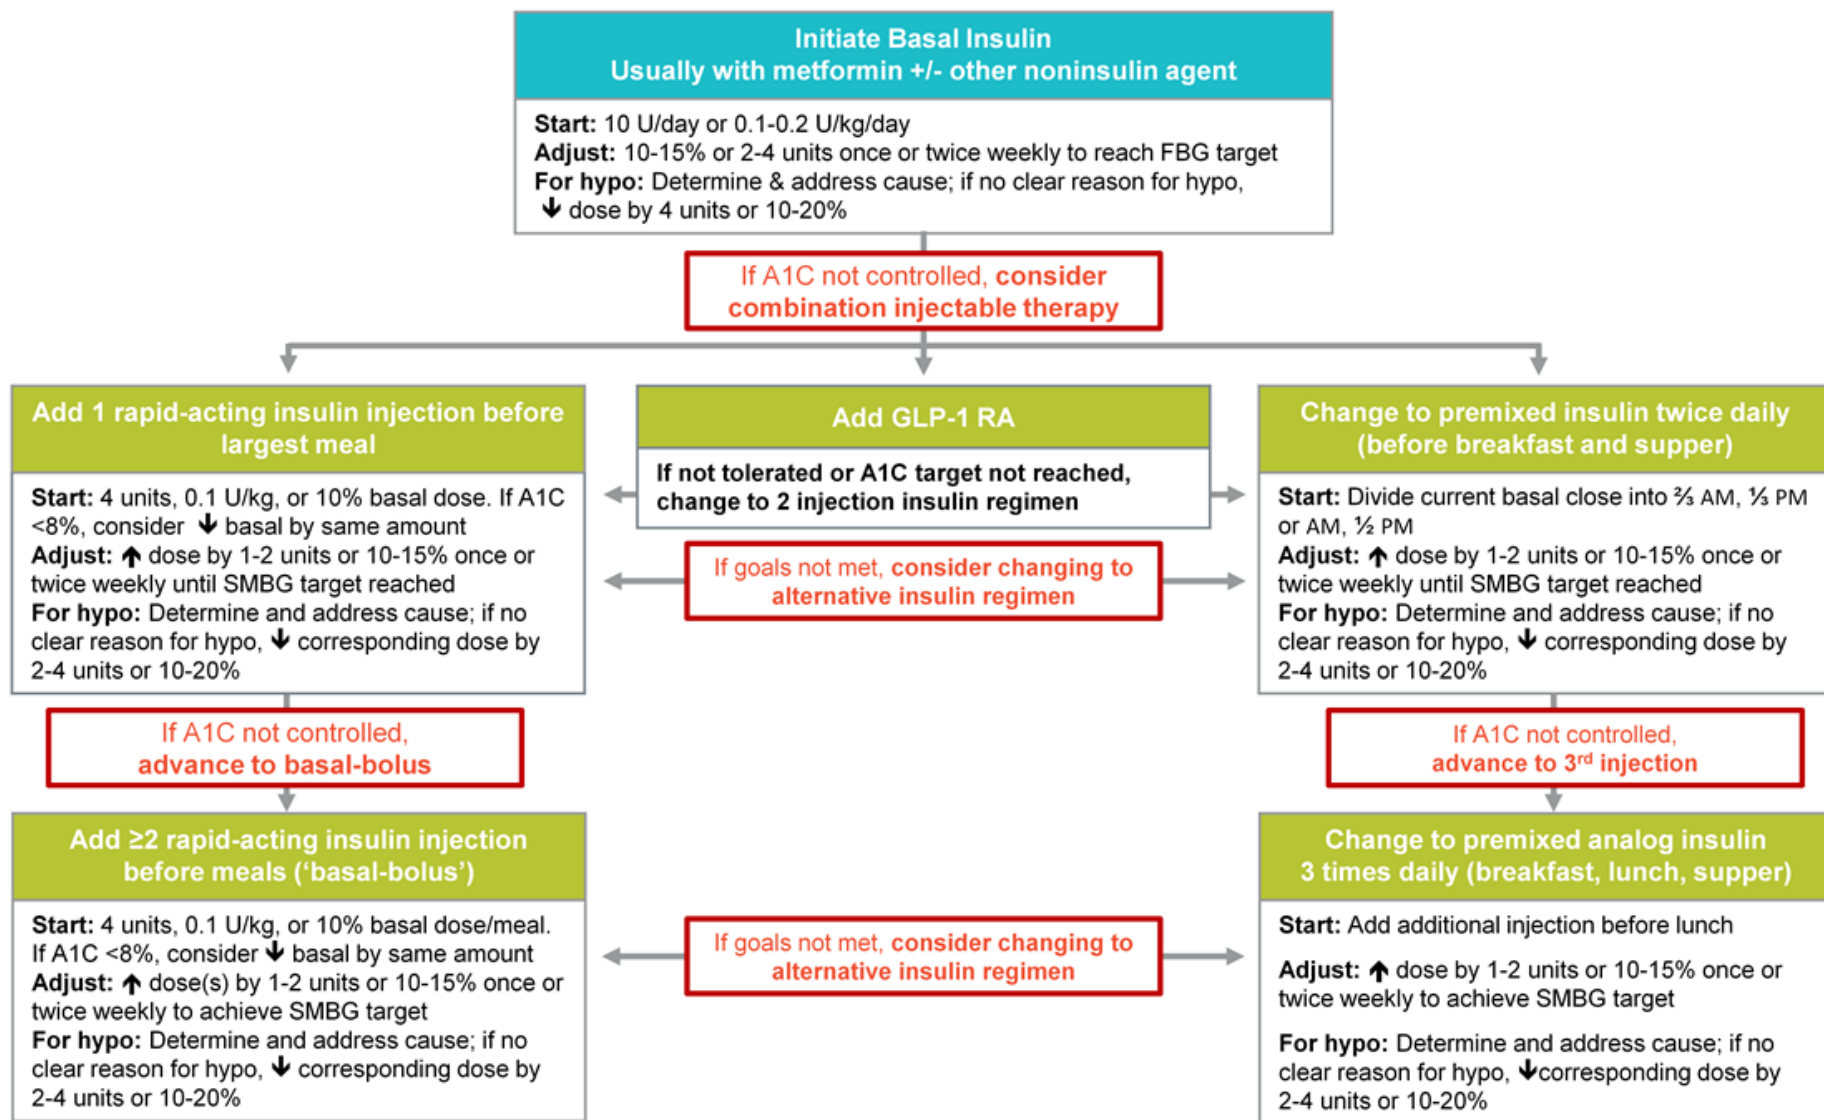 Initiate Basal Insulin
Usually with metformin +/- other noninsulin agent
Start: 10 U/day or 0.1-0.2 U/kg/day
Adjust: 10-15% or 2-4 units once or twice weekly to reach FBG target
For hypo: Determine & address cause; if no clear reason for hypo,
🡻 dose by 4 units or 10-20%
If A1C not controlled, consider
combination injectable therapy
Add 1 rapid-acting insulin injection before
largest meal
Start: 4 units, 0.1 U/kg, or 10% basal dose. If A1C
<8%, consider 🡻 basal by same amount
Adjust: 🡹 dose by 1-2 units or 10-15% once or
twice weekly until SMBG target reached
For hypo: Determine and address cause; if no
clear reason for hypo, 🡻 corresponding dose by
2-4 units or 10-20%
Add GLP-1 RA
If not tolerated or A1C target not reached,
change to 2 injection insulin regimen
If goals not met, consider changing to
alternative insulin regimen
Change to premixed insulin twice daily
(before breakfast and supper)
Start: Divide current basal close into ⅔ AM, ⅓ PM
or AM, ½ PM
Adjust: 🡹 dose by 1-2 units or 10-15% once or
twice weekly until SMBG target reached
For hypo: Determine and address cause; if no
clear reason for hypo, 🡻 corresponding dose by
2-4 units or 10-20%
If A1C not controlled,
advance to basal-bolus
If A1C not controlled,
advance to 3rd injection
Add ≥2 rapid-acting insulin injection
before meals (‘basal-bolus’)
Start: 4 units, 0.1 U/kg, or 10% basal dose/meal.
If A1C <8%, consider 🡻 basal by same amount
Adjust: 🡹 dose(s) by 1-2 units or 10-15% once or
twice weekly to achieve SMBG target
For hypo: Determine and address cause; if no
clear reason for hypo, 🡻 corresponding dose by
2-4 units or 10-20%
If goals not met, consider changing to
alternative insulin regimen
Change to premixed analog insulin
3 times daily (breakfast, lunch, supper)
Start: Add additional injection before lunch
Adjust: 🡹 dose by 1-2 units or 10-15% once or
twice weekly to achieve SMBG target
For hypo: Determine and address cause; if no
clear reason for hypo, 🡻corresponding dose by
2-4 units or 10-20%